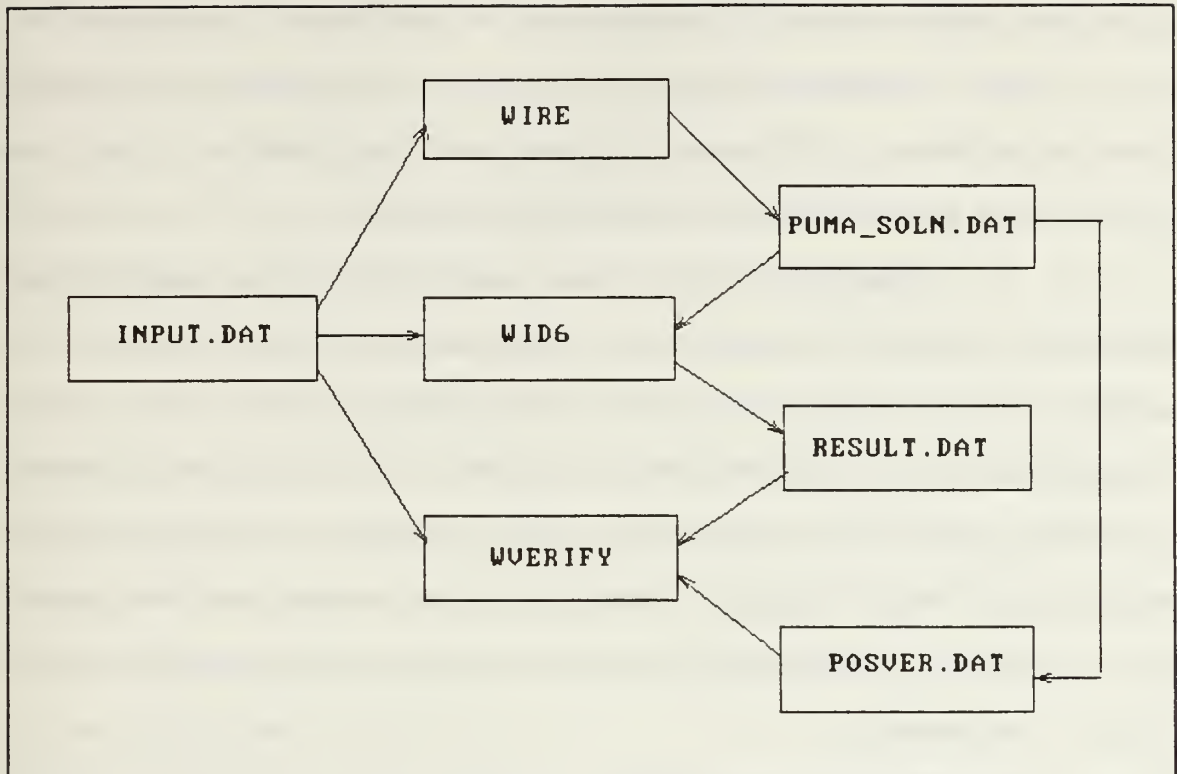 WIRE
PUMA_SOLN.DAT
INPUT.DAT
WID6
RESULT.DAT
WVERIFY
POSVER.DAT